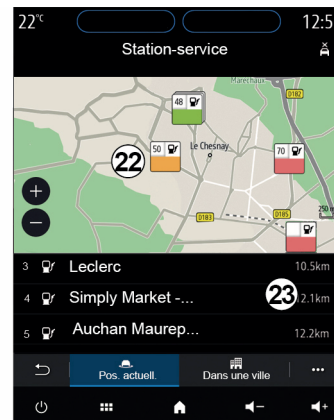 22°C 12:5
Station-service
Marechaux
D182
48
50
22
Le Chesnay
70
D183
D185
250 m
+
−
3 Leclerc 10.5km
4 Simply Market -... 23 2.1km
5 Auchan Maurep... 12.2km
Pos. actuell. Dans une ville ...